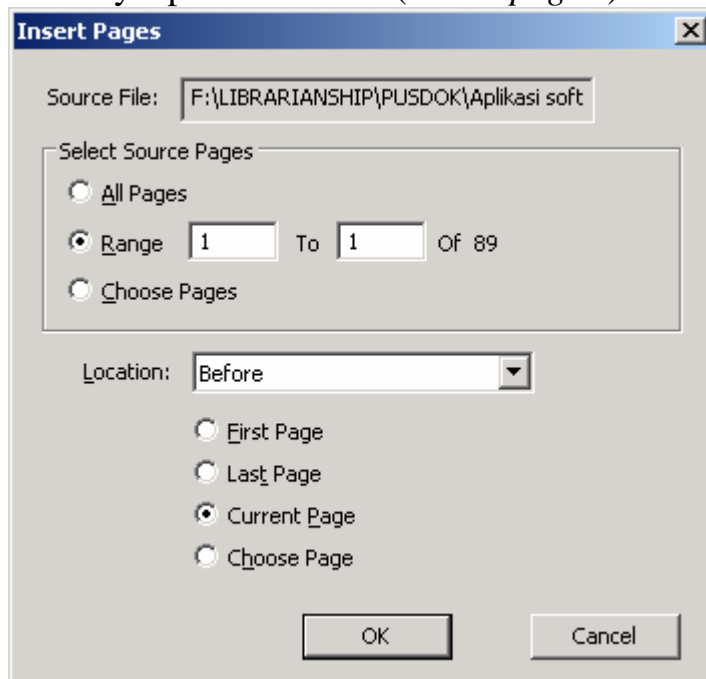 Insert Pages
Source File: F:\LIBRARIANSHIP\PUSDOK\Aplikasi soft
Select Source Pages
All Pages
Range 1 To 1 Of 89
Choose Pages
Location: Before
First Page
Last Page
Current Page
Choose Page
OK Cancel